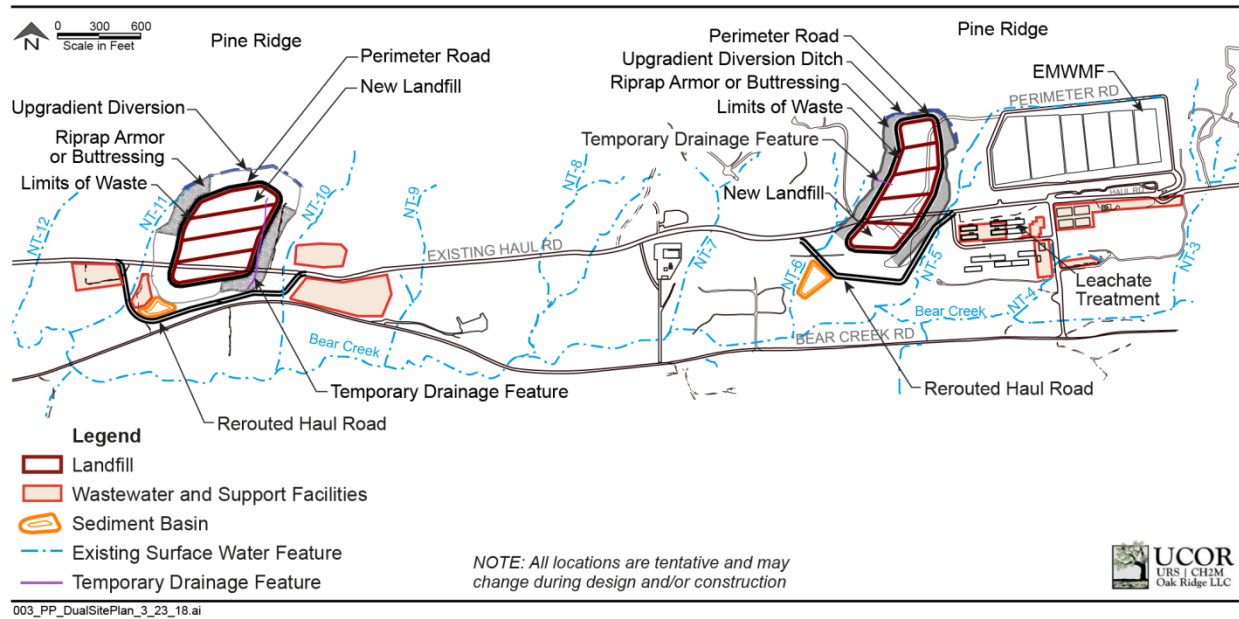 N
0 300 600
Scale in Feet
Pine Ridge
Perimeter Road
New Landfill
Upgradient Diversion
Riprap Armor
or Buttressing
Limits of Waste
NT-12
NT-11
NT-10
NT-9
NT-8
NT-7
EXISTING HAUL RD
Bear Creek
Temporary Drainage Feature
Rerouted Haul Road
Pine Ridge
Perimeter Road
Upgradient Diversion Ditch
Riprap Armor or Buttressing
Limits of Waste
Temporary Drainage Feature
New Landfill
EMWMF
PERIMETER RD
HAUL RD
NT-6
NT-5
NT-4
NT-3
Leachate
Treatment
Bear Creek
BEAR CREEK RD
Rerouted Haul Road
Legend
Landfill
Wastewater and Support Facilities
Sediment Basin
Existing Surface Water Feature
Temporary Drainage Feature
NOTE: All locations are tentative and may
change during design and/or construction
UCOR
URS | CH2M
Oak Ridge LLC
003_PP_DualSitePlan_3_23_18.ai